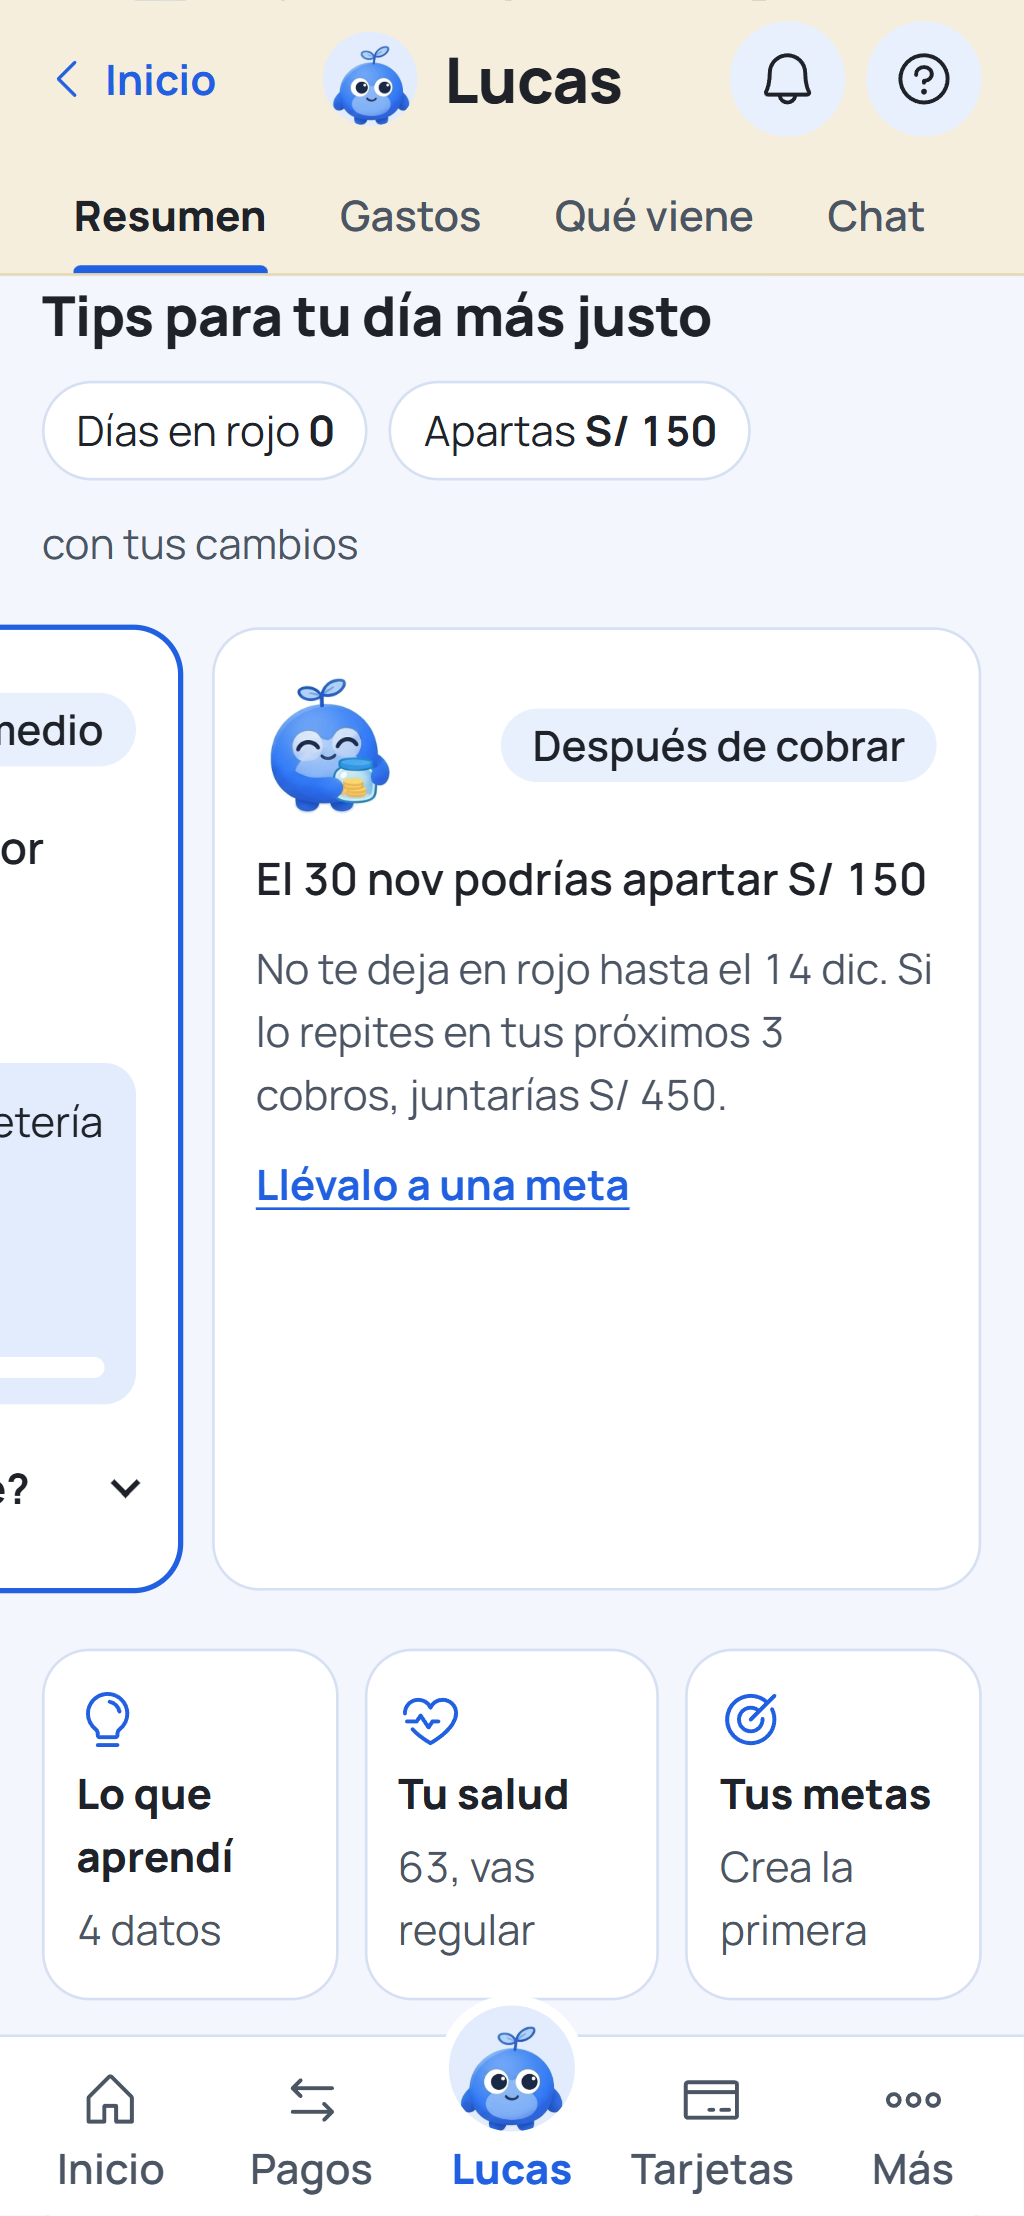 Inicio
Lucas
Resumen
Gastos
Qué viene
Chat
Tips para tu día más justo
Días en rojo 0
Apartas S/ 150
con tus cambios
Después de cobrar
El 30 nov podrías apartar S/ 150
No te deja en rojo hasta el 14 dic. Si
lo repites en tus próximos 3
cobros, juntarías S/ 450.
Llévalo a una meta
Lo que
aprendí
4 datos
Tu salud
63, vas
regular
Tus metas
Crea la
primera
Inicio
Pagos
Lucas
Tarjetas
Más